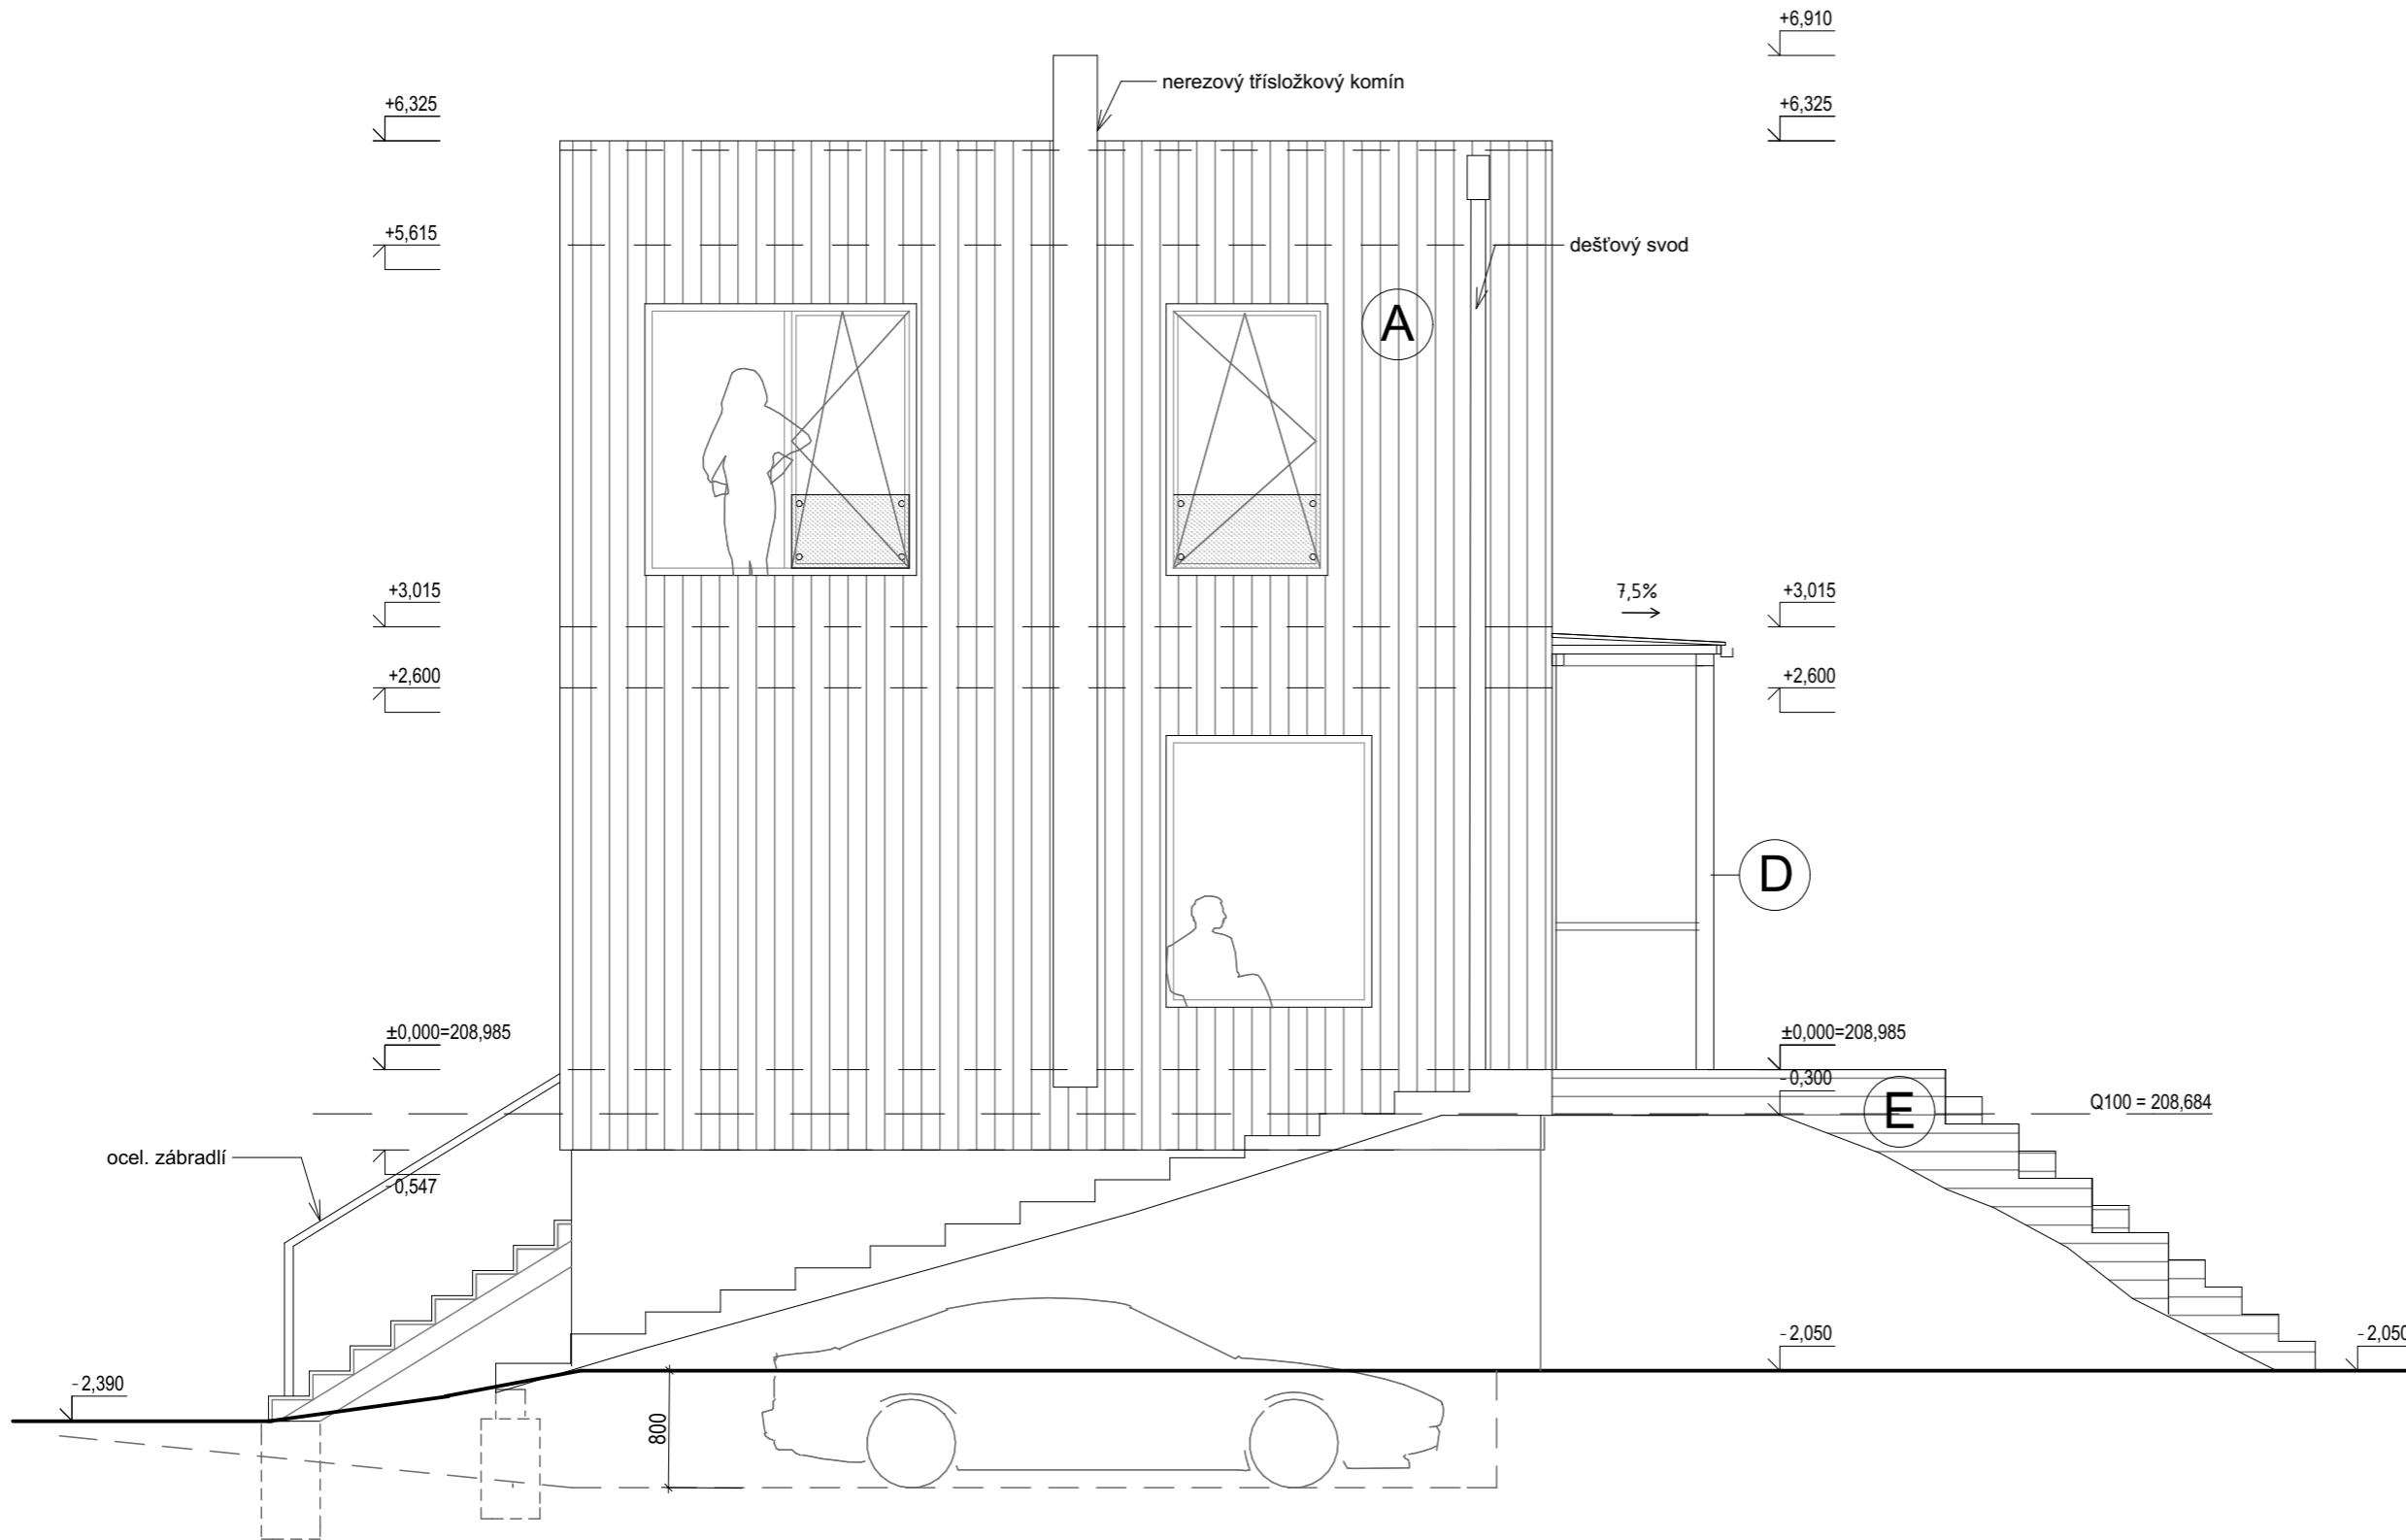 +6,910
nerezový třísložkový komín
+6,325
+6,325
+5,615
dešťový svod
A
+3,015
7,5%
+3,015
+2,600
+2,600
D
±0,000=208,985
±0,000=208,985
-0,300
E
Q100 = 208,684
ocel. zábradlí
-0,547
-2,050
-2,050
-2,390
800